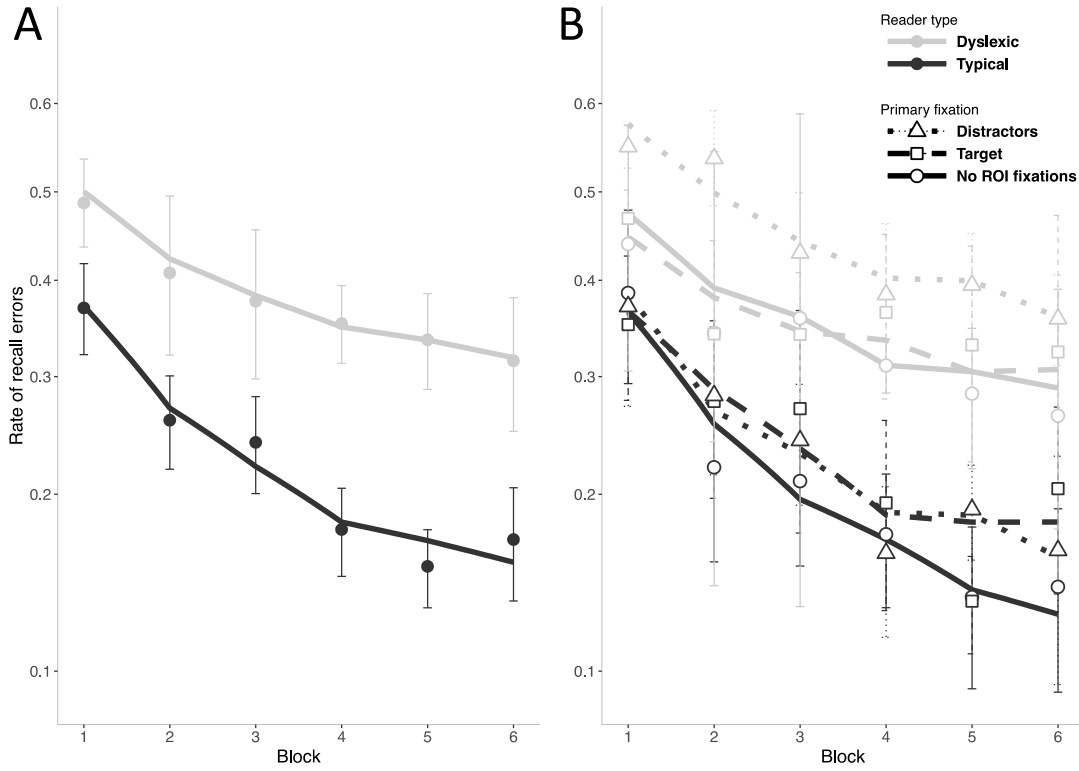 A
B
Reader type
Dyslexic
Typical
Primary fixation
Distractors
Target
No ROI fixations
Rate of recall errors
0.6
0.5
0.4
0.3
0.2
0.1
1 2 3 4 5 6
Block
0.6
0.5
0.4
0.3
0.2
0.1
1 2 3 4 5 6
Block